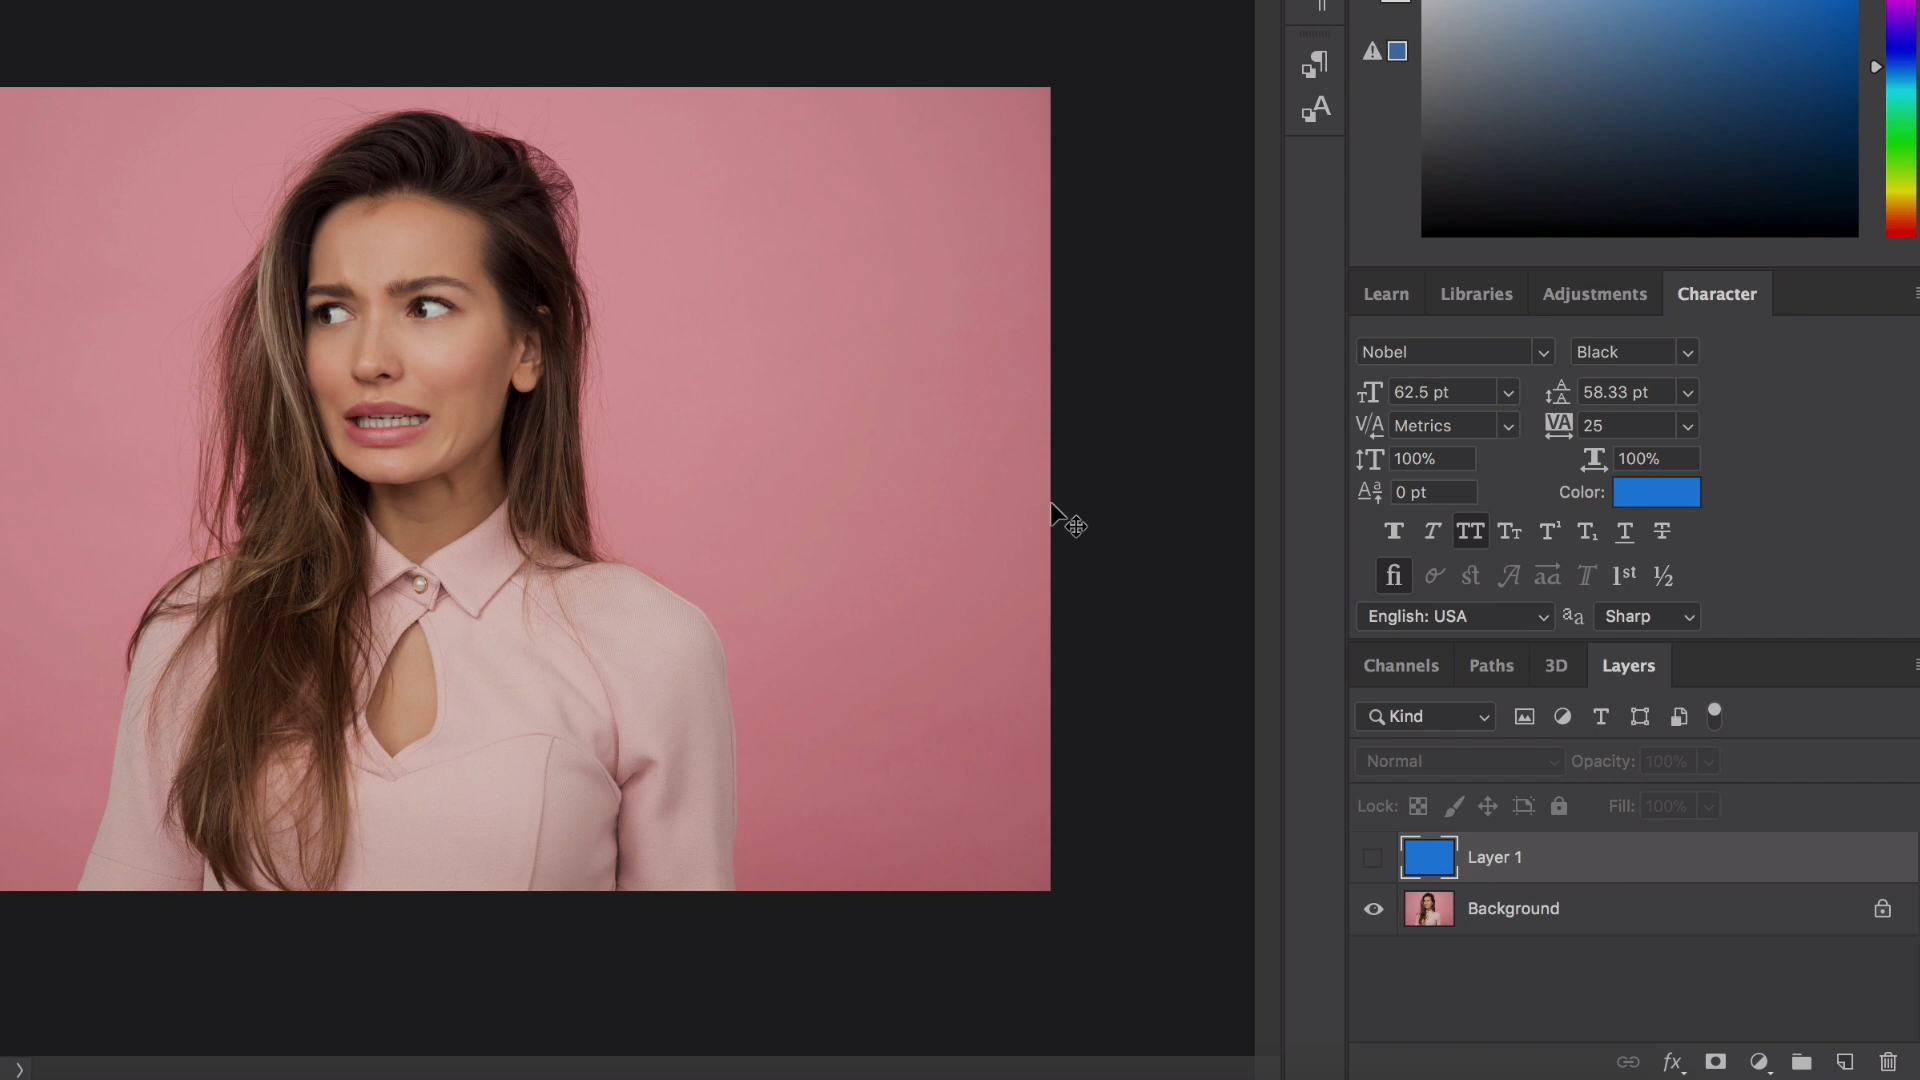 Learn Libraries Adjustments Character
Nobel Black
62.5 pt 58.33 pt
Metrics 25
100% 100%
0 pt Color:
English: USA Sharp
Channels Paths 3D Layers
Kind
Normal Opacity: 100%
Lock: Fill: 100%
Layer 1
Background